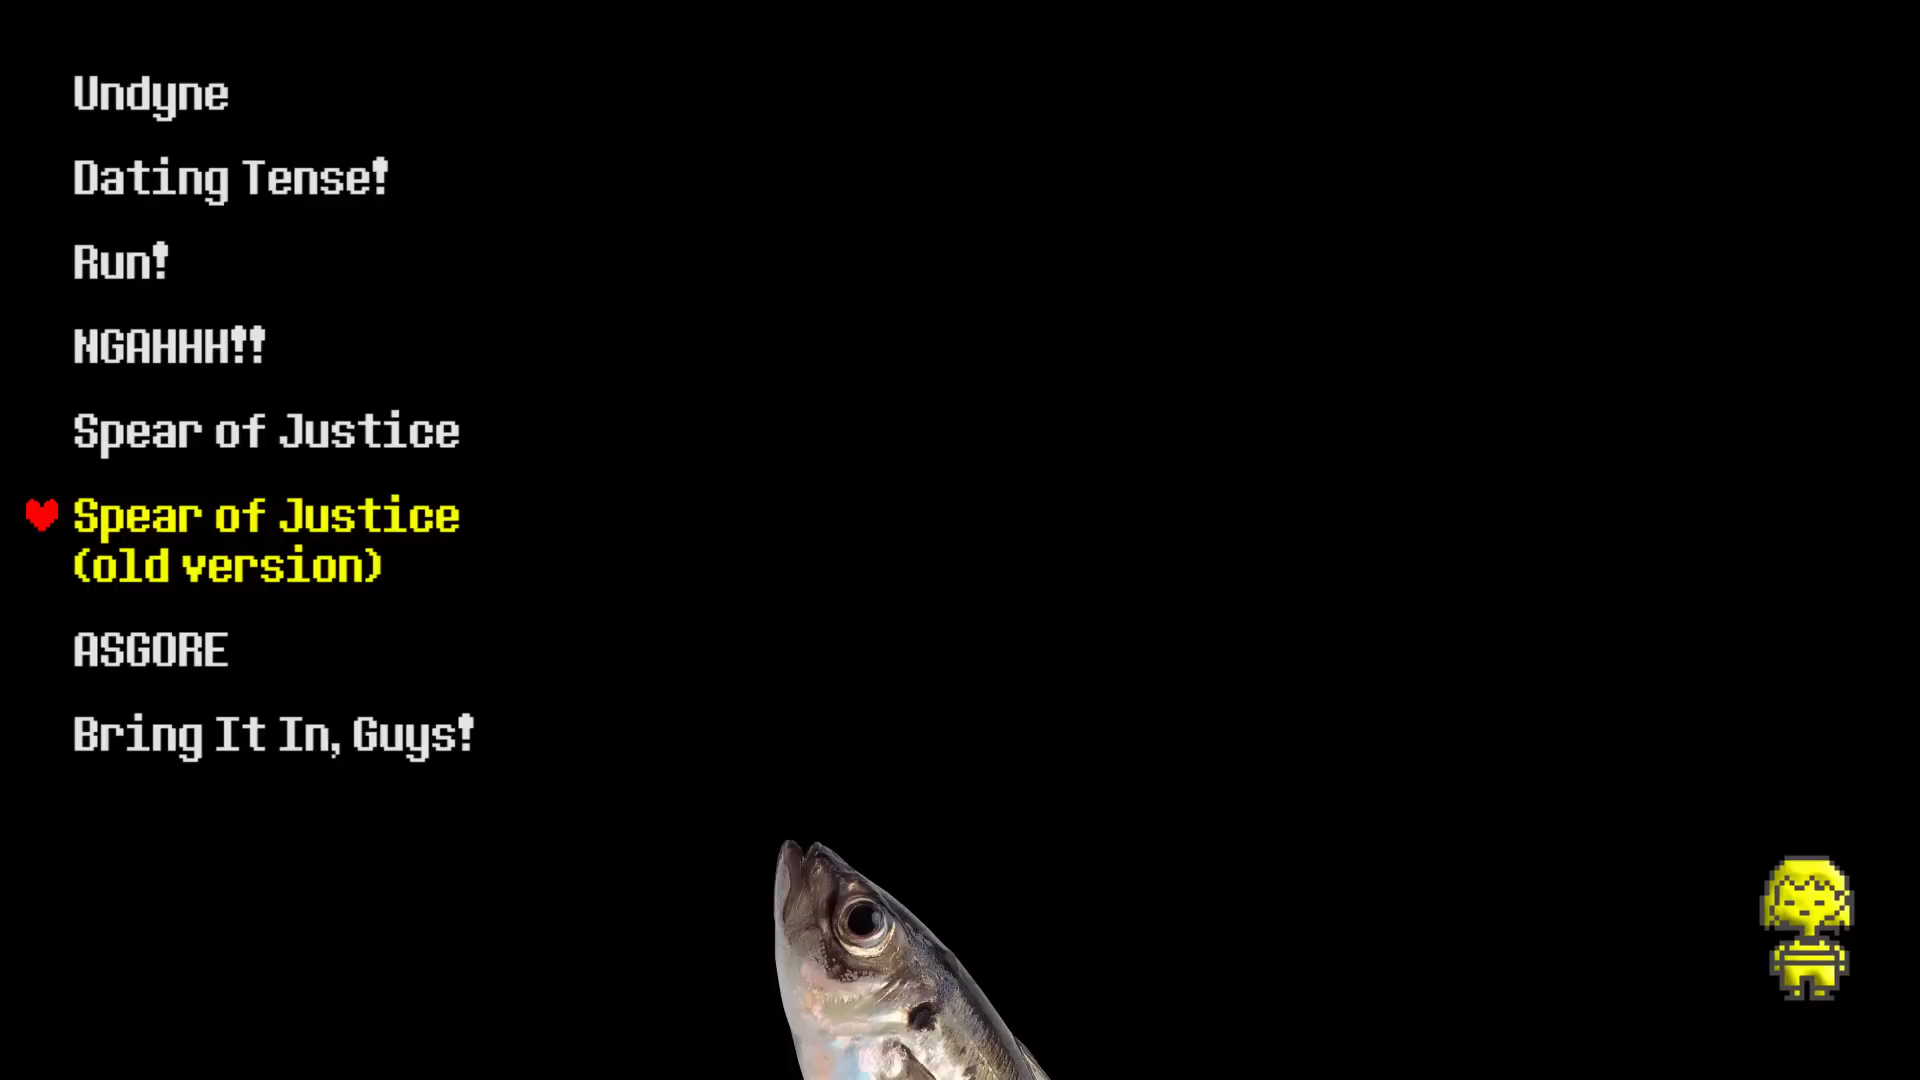 Undyne
Dating Tense!
Run!
NGAHHH!!
Spear of Justice
Spear of Justice
(old version)
ASGORE
Bring It In, Guys!